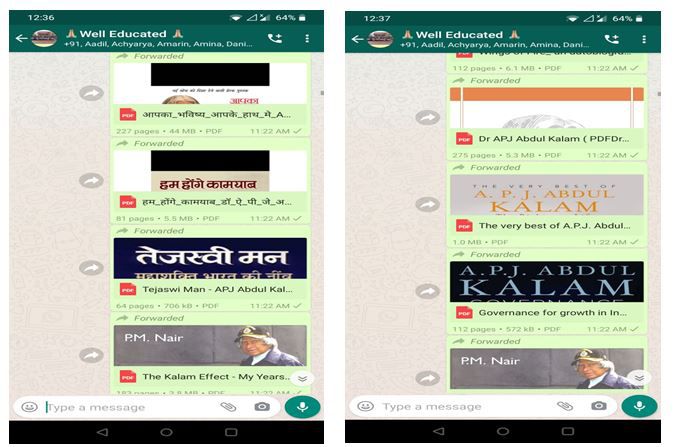 12:36
64%
🙏 Well Educated 🙏
+91, Aadil, Achyarya, Amarin, Amina, Dani...
Forwarded
आपका
PDF
आपका_भविष्य_आपके_हाथ_मे_A...
227 pages • 44 MB • PDF
11:22 AM
Forwarded
हम होंगे कामयाब
PDF
हम_होंगे_कामयाब_डॉ_ऐ_पी_जे_अ...
81 pages • 5.5 MB • PDF
11:22 AM
Forwarded
तेजस्वी मन
महाशक्ति भारत की नींव
PDF
Tejaswi Man - APJ Abdul Kal...
64 pages • 706 kB • PDF
11:22 AM
Forwarded
P.M. Nair
PDF
The Kalam Effect - My Years...
183 pages • 3.8 MB • PDF
11:22 AM
Type a message
12:37
64%
🙏 Well Educated 🙏
+91, Aadil, Achyarya, Amarin, Amina, Dani...
112 pages • 6.1 MB • PDF
11:22 AM
Forwarded
PDF
Dr APJ Abdul Kalam ( PDFDr...
275 pages • 5.3 MB • PDF
11:22 AM
Forwarded
THE VERY BEST OF
A. P. J. ABDUL
KALAM
PDF
The very best of A.P.J. Abdul...
1.0 MB • PDF
11:22 AM
Forwarded
A.P.J. ABDUL
KALAM
GOVERNANCE
PDF
Governance for growth in In...
112 pages • 572 kB • PDF
11:22 AM
Forwarded
P.M. Nair
Type a message